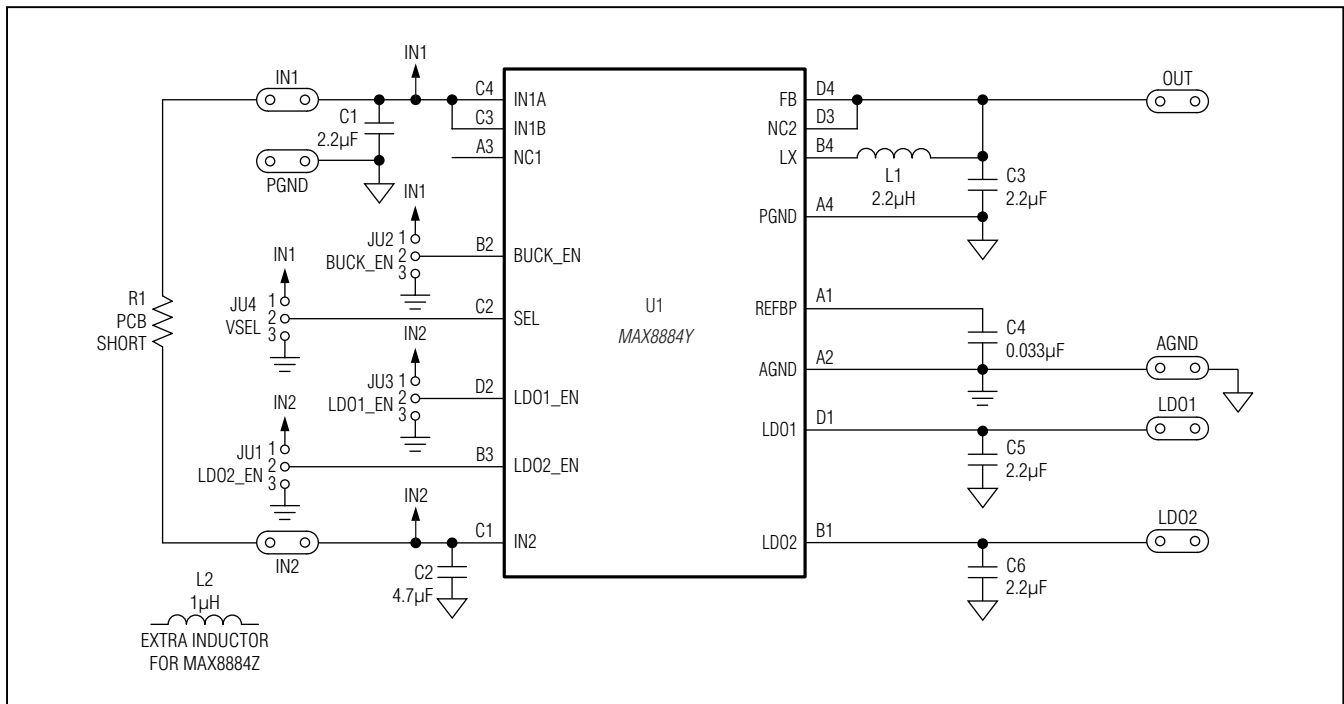 IN1
IN1
C4
IN1A
C1
2.2µF
C3
IN1B
A3
NC1
PGND
IN1
JU2 1
BUCK_EN 2
3
B2
BUCK_EN
IN1
JU4 1
VSEL 2
3
C2
SEL
R1
PCB
SHORT
IN2
JU3 1
LDO1_EN 2
3
D2
LDO1_EN
IN2
JU1 1
LDO2_EN 2
3
B3
LDO2_EN
IN2
C1
IN2
IN2
C2
4.7µF
L2
1µH
EXTRA INDUCTOR
FOR MAX8884Z
U1
MAX8884Y
FB
D4
OUT
NC2
D3
LX
B4
L1
2.2µH
C3
2.2µF
PGND
A4
REFBP
A1
C4
0.033µF
AGND
A2
AGND
LDO1
D1
LDO1
C5
2.2µF
LDO2
B1
LDO2
C6
2.2µF